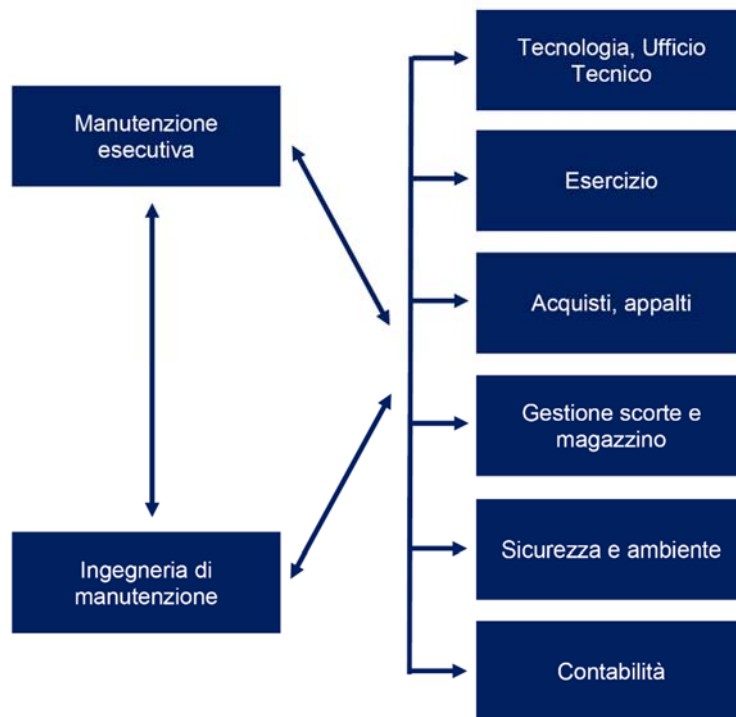 Manutenzione
esecutiva
Ingegneria di
manutenzione
Tecnologia, Ufficio
Tecnico
Esercizio
Acquisti, appalti
Gestione scorte e
magazzino
Sicurezza e ambiente
Contabilità